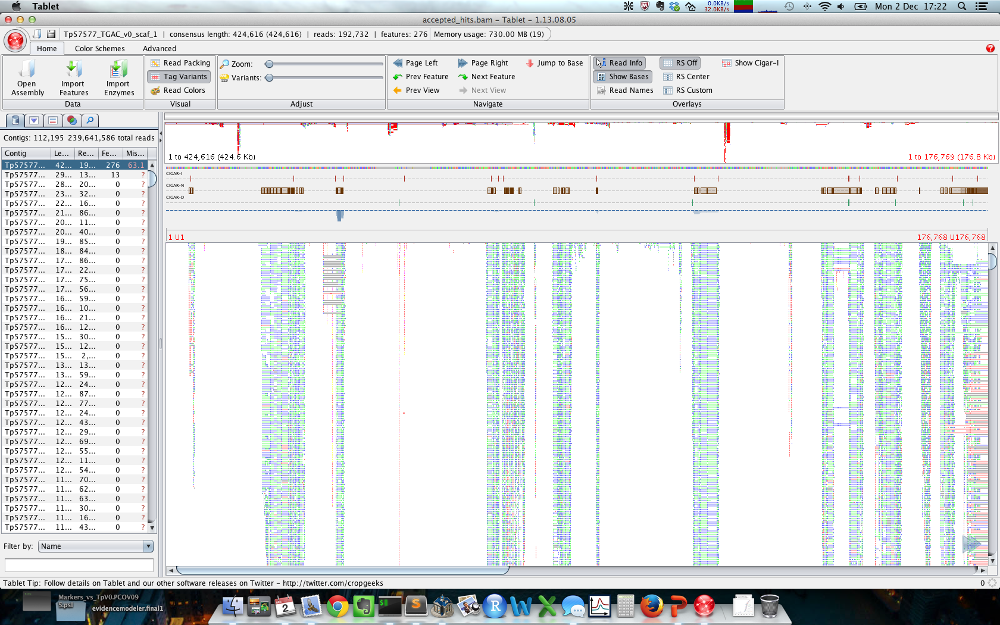 Tablet
0.0KB/s
32.0KB/s
Mon 2 Dec 17:22
accepted_hits.bam – Tablet – 1.13.08.05
Tp57577_TGAC_v0_scaf_1 | consensus length: 424,616 (424,616) | reads: 192,732 | features: 276
Memory usage: 730.00 MB (19)
Home Color Schemes Advanced
Open Assembly
Import Features
Import Enzymes
Data
Read Packing
Tag Variants
Read Colors
Visual
Zoom:
Variants:
Adjust
Page Left Page Right Jump to Base
Prev Feature Next Feature
Prev View Next View
Navigate
Read Info RS Off Show Cigar-I
Show Bases RS Center
Read Names RS Custom
Overlays
Contigs: 112,195 239,641,586 total reads
Contig Le... Re... Fe... Mis...
Tp57577... 42... 19... 276 63.1
Tp57577... 29... 13... 13 ?
Tp57577... 28... 20... 0 ?
Tp57577... 23... 32... 0 ?
Tp57577... 22... 16... 0 ?
Tp57577... 21... 86... 0 ?
Tp57577... 20... 11... 0 ?
Tp57577... 20... 40... 0 ?
Tp57577... 19... 85... 0 ?
Tp57577... 18... 84... 0 ?
Tp57577... 17... 86... 0 ?
Tp57577... 17... 22... 0 ?
Tp57577... 17... 75... 0 ?
Tp57577... 17... 56... 0 ?
Tp57577... 16... 59... 0 ?
Tp57577... 16... 10... 0 ?
Tp57577... 16... 21... 0 ?
Tp57577... 16... 12... 0 ?
Tp57577... 15... 30... 0 ?
Tp57577... 15... 12... 0 ?
Tp57577... 15... 2,... 0 ?
Tp57577... 13... 13... 0 ?
Tp57577... 13... 59... 0 ?
Tp57577... 12... 24... 0 ?
Tp57577... 12... 87... 0 ?
Tp57577... 12... 77... 0 ?
Tp57577... 12... 24... 0 ?
Tp57577... 12... 43... 0 ?
Tp57577... 12... 29... 0 ?
Tp57577... 12... 69... 0 ?
Tp57577... 12... 55... 0 ?
Tp57577... 12... 11... 0 ?
Tp57577... 12... 54... 0 ?
Tp57577... 11... 70... 0 ?
Tp57577... 11... 62... 0 ?
Tp57577... 11... 63... 0 ?
Tp57577... 11... 30... 0 ?
Tp57577... 11... 16... 0 ?
Tp57577... 11... 43... 0 ?
Filter by: Name
1 to 424,616 (424.6 Kb) 1 to 176,769 (176.8 Kb)
CIGAR-I
CIGAR-N
CIGAR-D
1 U1 176,768 U176,768
Tablet Tip: Follow details on Tablet and our other software releases on Twitter – http://twitter.com/cropgeeks
0
Markers_vs_TpV0.PCOV09
5.psl
evidencemodeler.final1
DEC
2
S
R
W
X
P